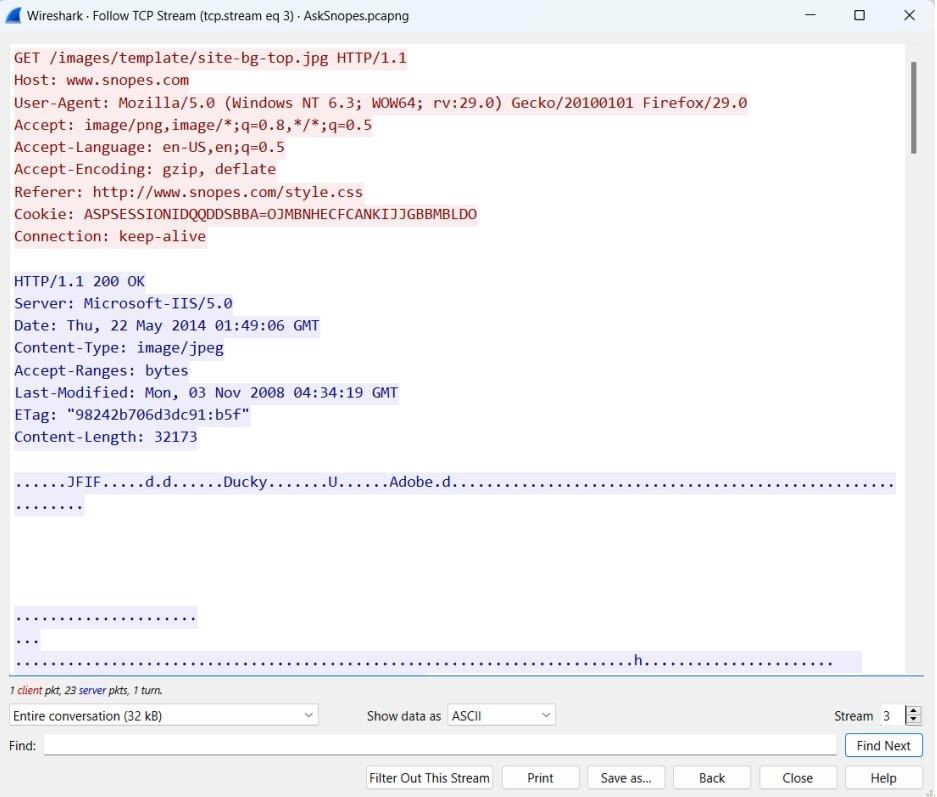 Wireshark · Follow TCP Stream (tcp.stream eq 3) · AskSnopes.pcapng
GET /images/template/site-bg-top.jpg HTTP/1.1
Host: www.snopes.com
User-Agent: Mozilla/5.0 (Windows NT 6.3; WOW64; rv:29.0) Gecko/20100101 Firefox/29.0
Accept: image/png,image/*;q=0.8,*/*;q=0.5
Accept-Language: en-US,en;q=0.5
Accept-Encoding: gzip, deflate
Referer: http://www.snopes.com/style.css
Cookie: ASPSESSIONIDQQDDSBBA=OJMBNHECFCANKIJJGBBMBLDO
Connection: keep-alive
HTTP/1.1 200 OK
Server: Microsoft-IIS/5.0
Date: Thu, 22 May 2014 01:49:06 GMT
Content-Type: image/jpeg
Accept-Ranges: bytes
Last-Modified: Mon, 03 Nov 2008 04:34:19 GMT
ETag: "98242b706d3dc91:b5f"
Content-Length: 32173
......JFIF.....d.d......Ducky.......U......Adobe.d...................................................
........
.....................
...
.......................................................................h......................
1 client pkt, 23 server pkts, 1 turn.
Entire conversation (32 kB) Show data as ASCII Stream 3
Find: Find Next
Filter Out This Stream Print Save as... Back Close Help